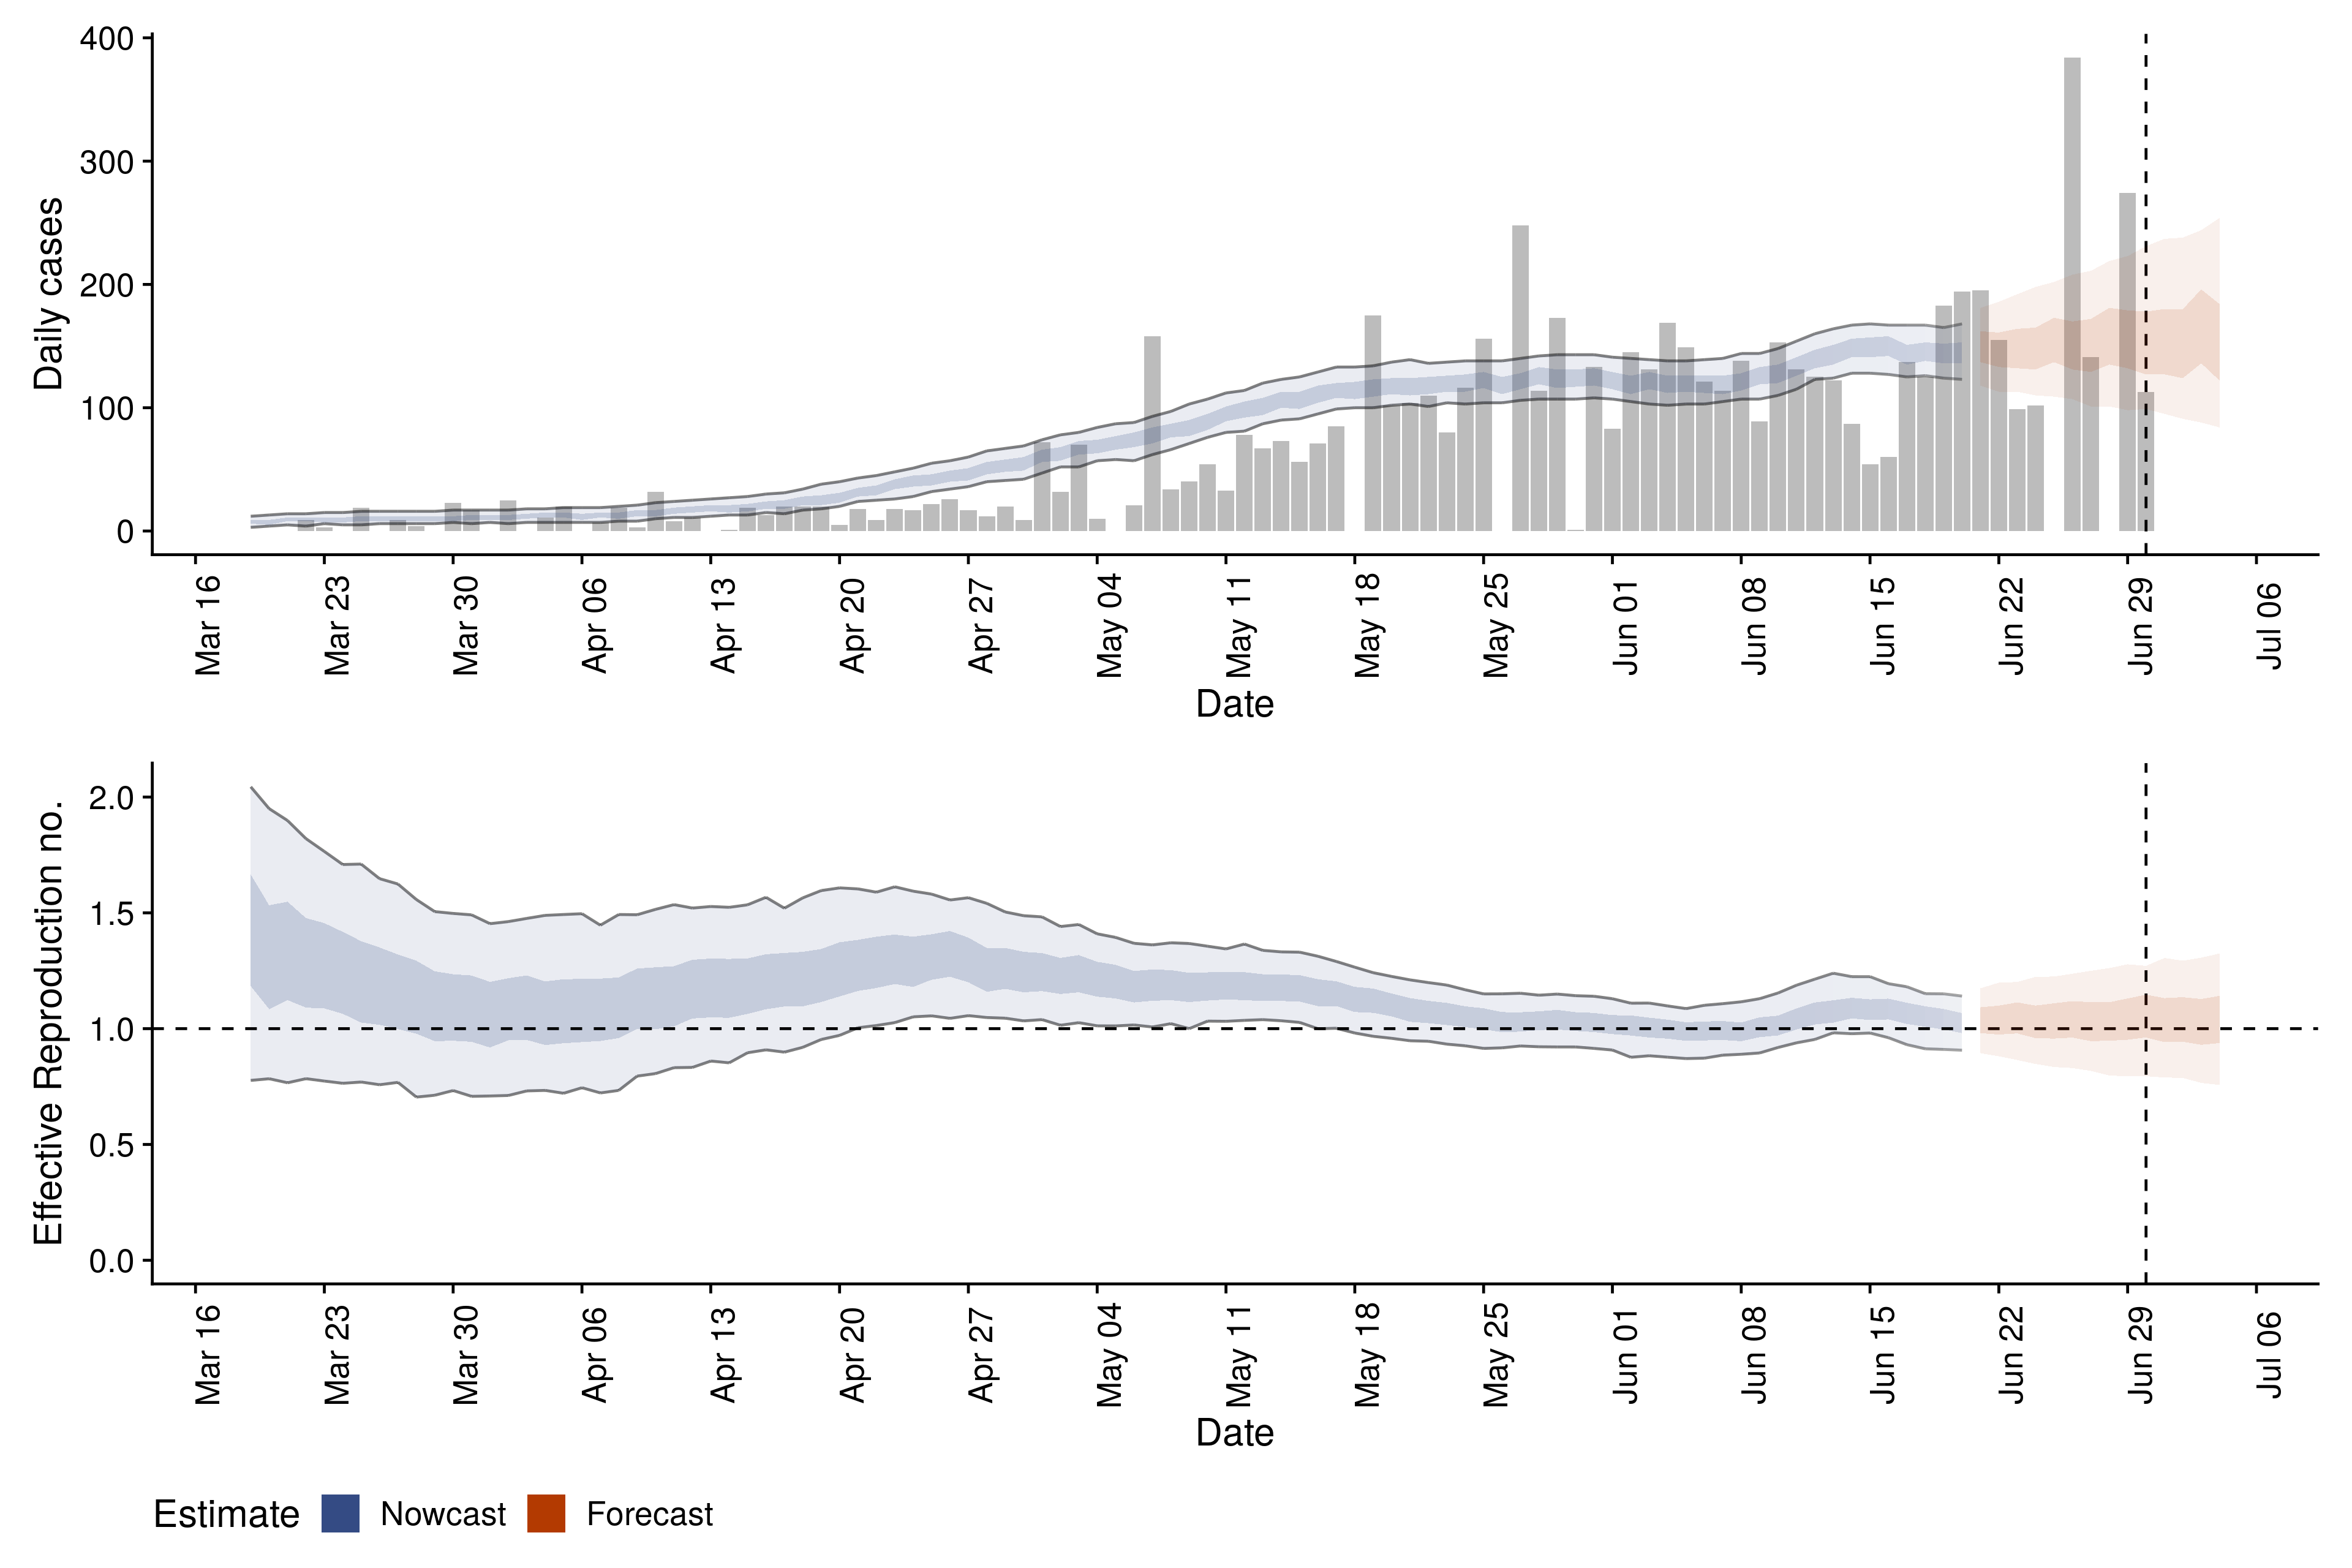 400
300
200
100
0
Daily cases
Mar 16 Mar 23 Mar 30 Apr 06 Apr 13 Apr 20 Apr 27 May 04 May 11 May 18 May 25 Jun 01 Jun 08 Jun 15 Jun 22 Jun 29 Jul 06
Date
2.0
1.5
1.0
0.5
0.0
Effective Reproduction no.
Mar 16 Mar 23 Mar 30 Apr 06 Apr 13 Apr 20 Apr 27 May 04 May 11 May 18 May 25 Jun 01 Jun 08 Jun 15 Jun 22 Jun 29 Jul 06
Date
Estimate Nowcast Forecast